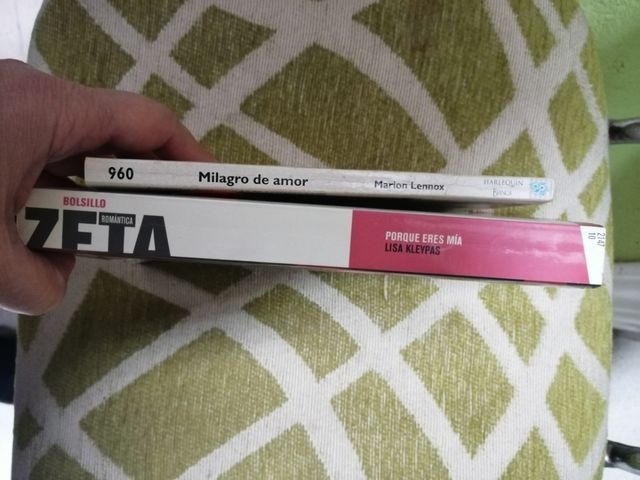 960 Milagro de amor Marion Lennox HARLEQUIN
BIANCA
BOLSILLO
ZETA ROMÁNTICA
PORQUE ERES MÍA
LISA KLEYPAS